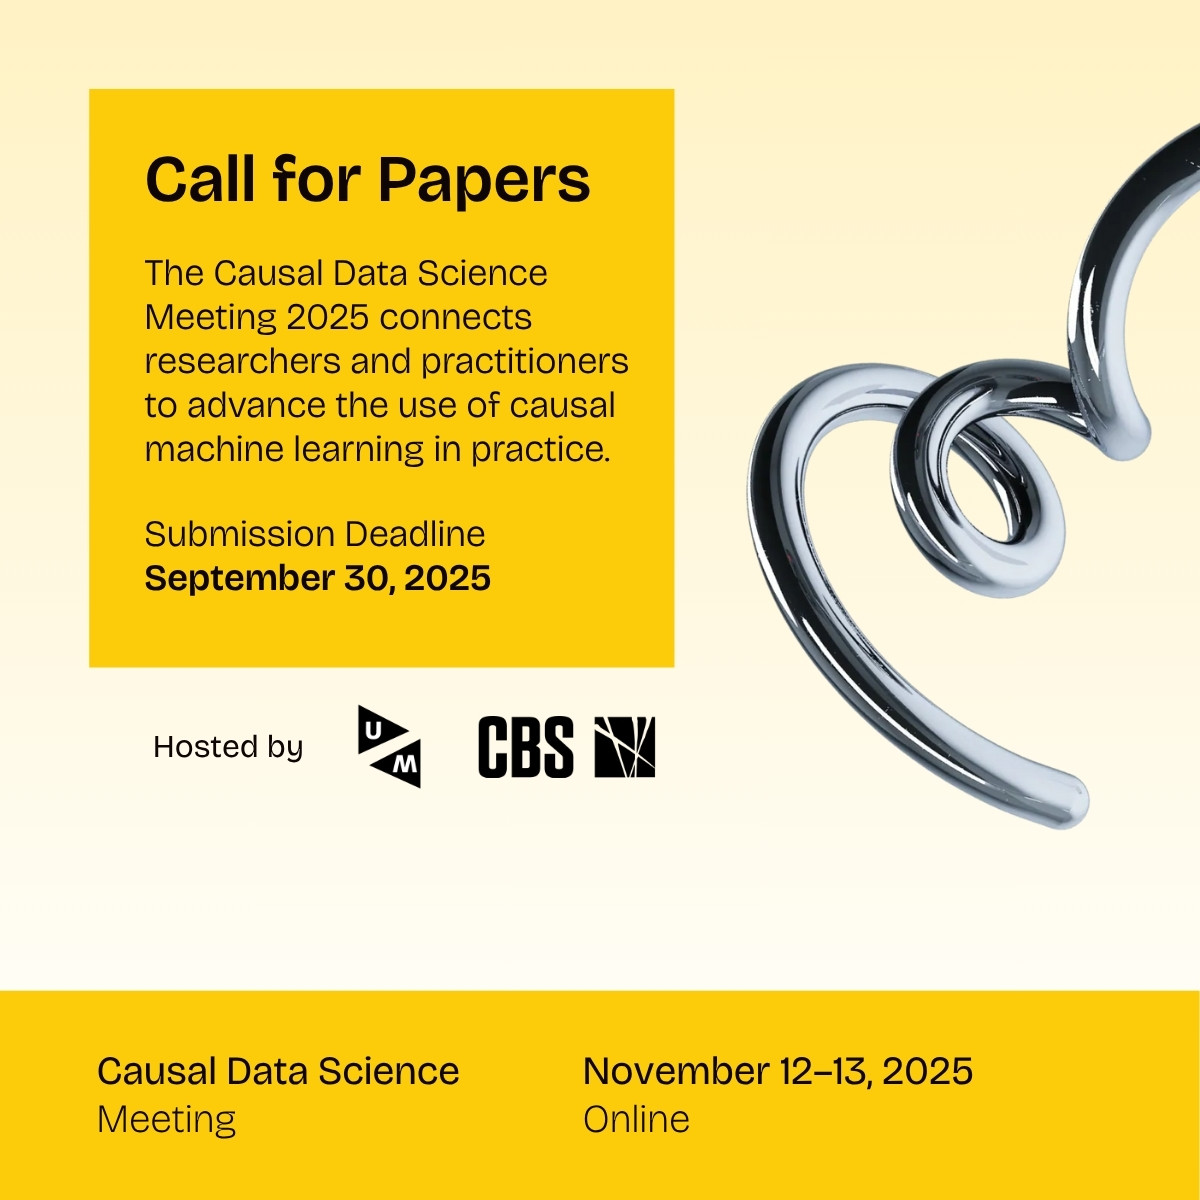 Call for Papers
The Causal Data Science
Meeting 2025 connects
researchers and practitioners
to advance the use of causal
machine learning in practice.
Submission Deadline
September 30, 2025
Hosted by
U
M
CBS
Causal Data Science
Meeting
November 12–13, 2025
Online